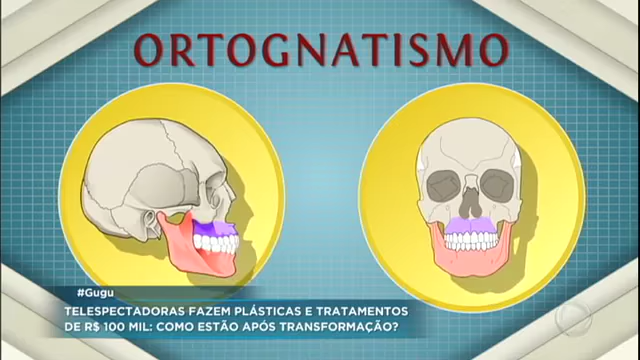 ORTOGNATISMO
#Gugu
TELESPECTADORAS FAZEM PLÁSTICAS E TRATAMENTOS
DE R$ 100 MIL: COMO ESTÃO APÓS TRANSFORMAÇÃO?